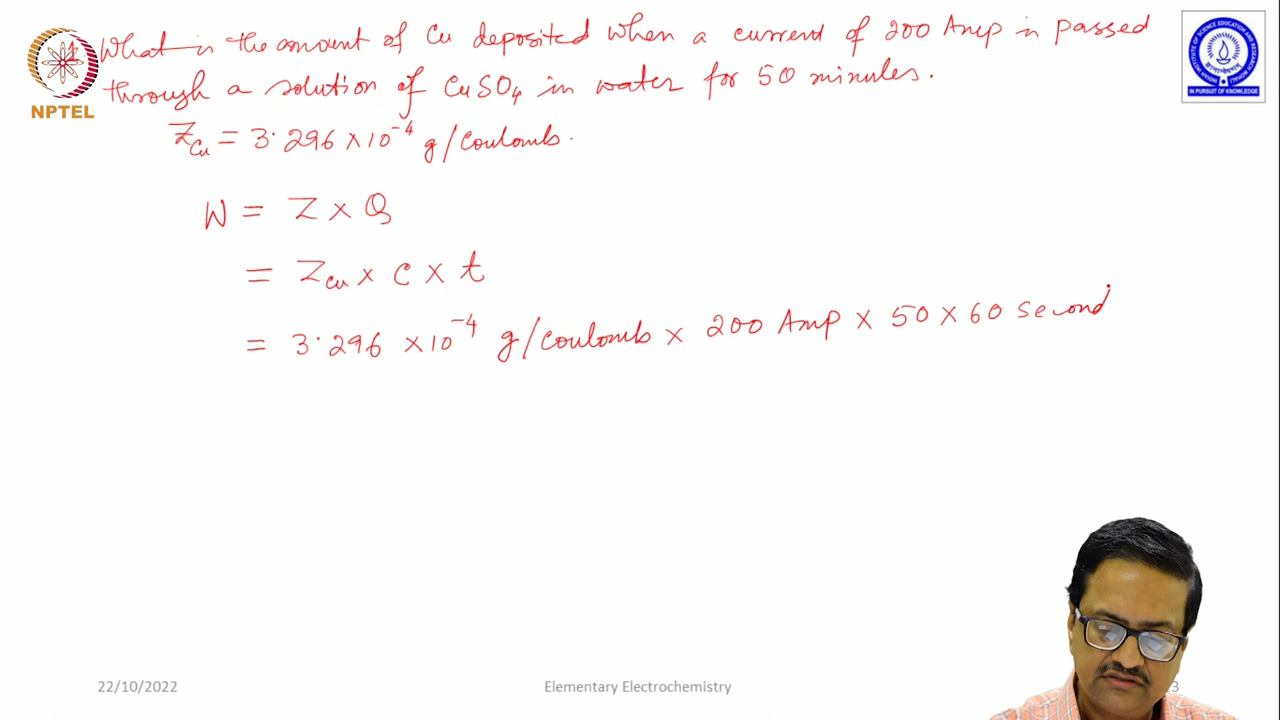 What is the amount of Cu deposited when a current of 200 Amp is passed
through a solution of CuSO4 in water for 50 minutes.
NPTEL
IN PURSUIT OF KNOWLEDGE
Z_Cu = 3.296 × 10^-4 g/Coulomb.
W = Z × Q
= Z_Cu × C × t
= 3.296 × 10^-4 g/Coulomb × 200 Amp × 50 × 60 second
22/10/2022
Elementary Electrochemistry